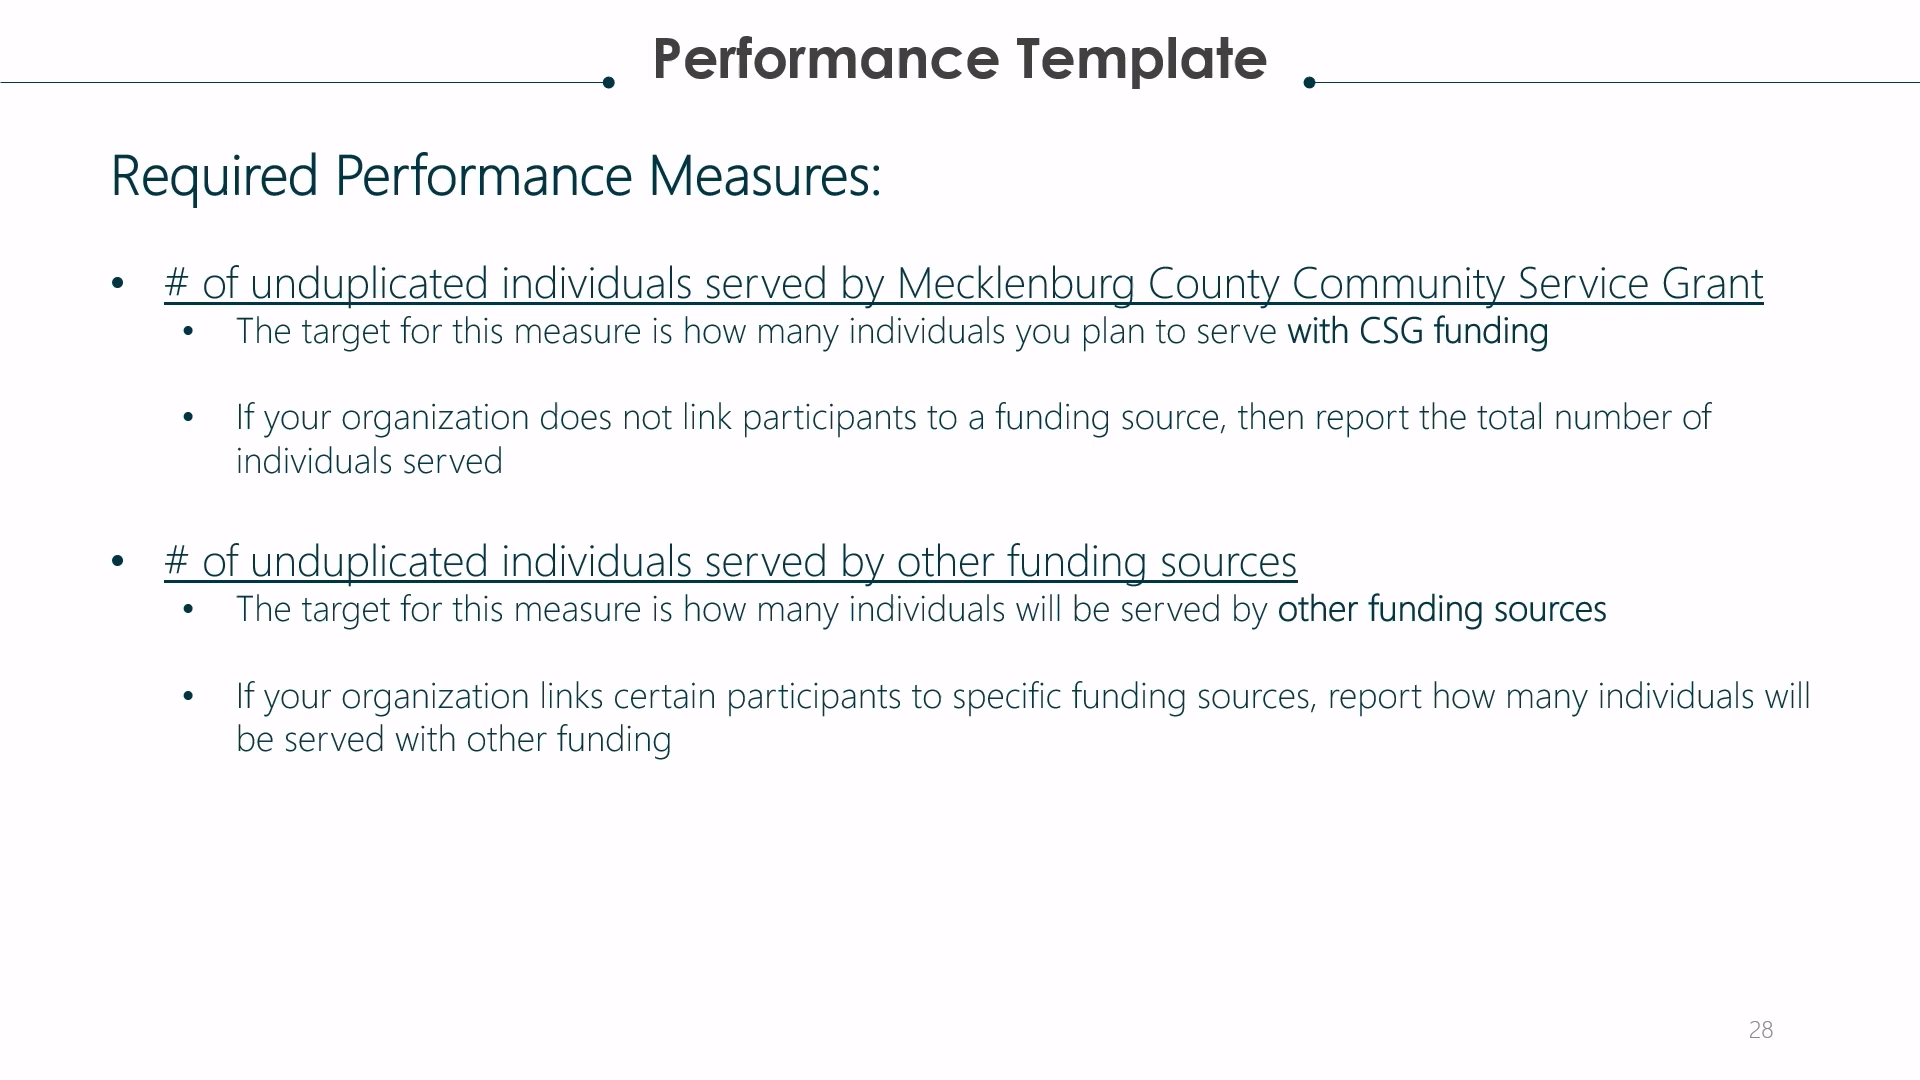 Performance Template
Required Performance Measures:
• # of unduplicated individuals served by Mecklenburg County Community Service Grant
• The target for this measure is how many individuals you plan to serve with CSG funding
• If your organization does not link participants to a funding source, then report the total number of
individuals served
• # of unduplicated individuals served by other funding sources
• The target for this measure is how many individuals will be served by other funding sources
• If your organization links certain participants to specific funding sources, report how many individuals will
be served with other funding
28